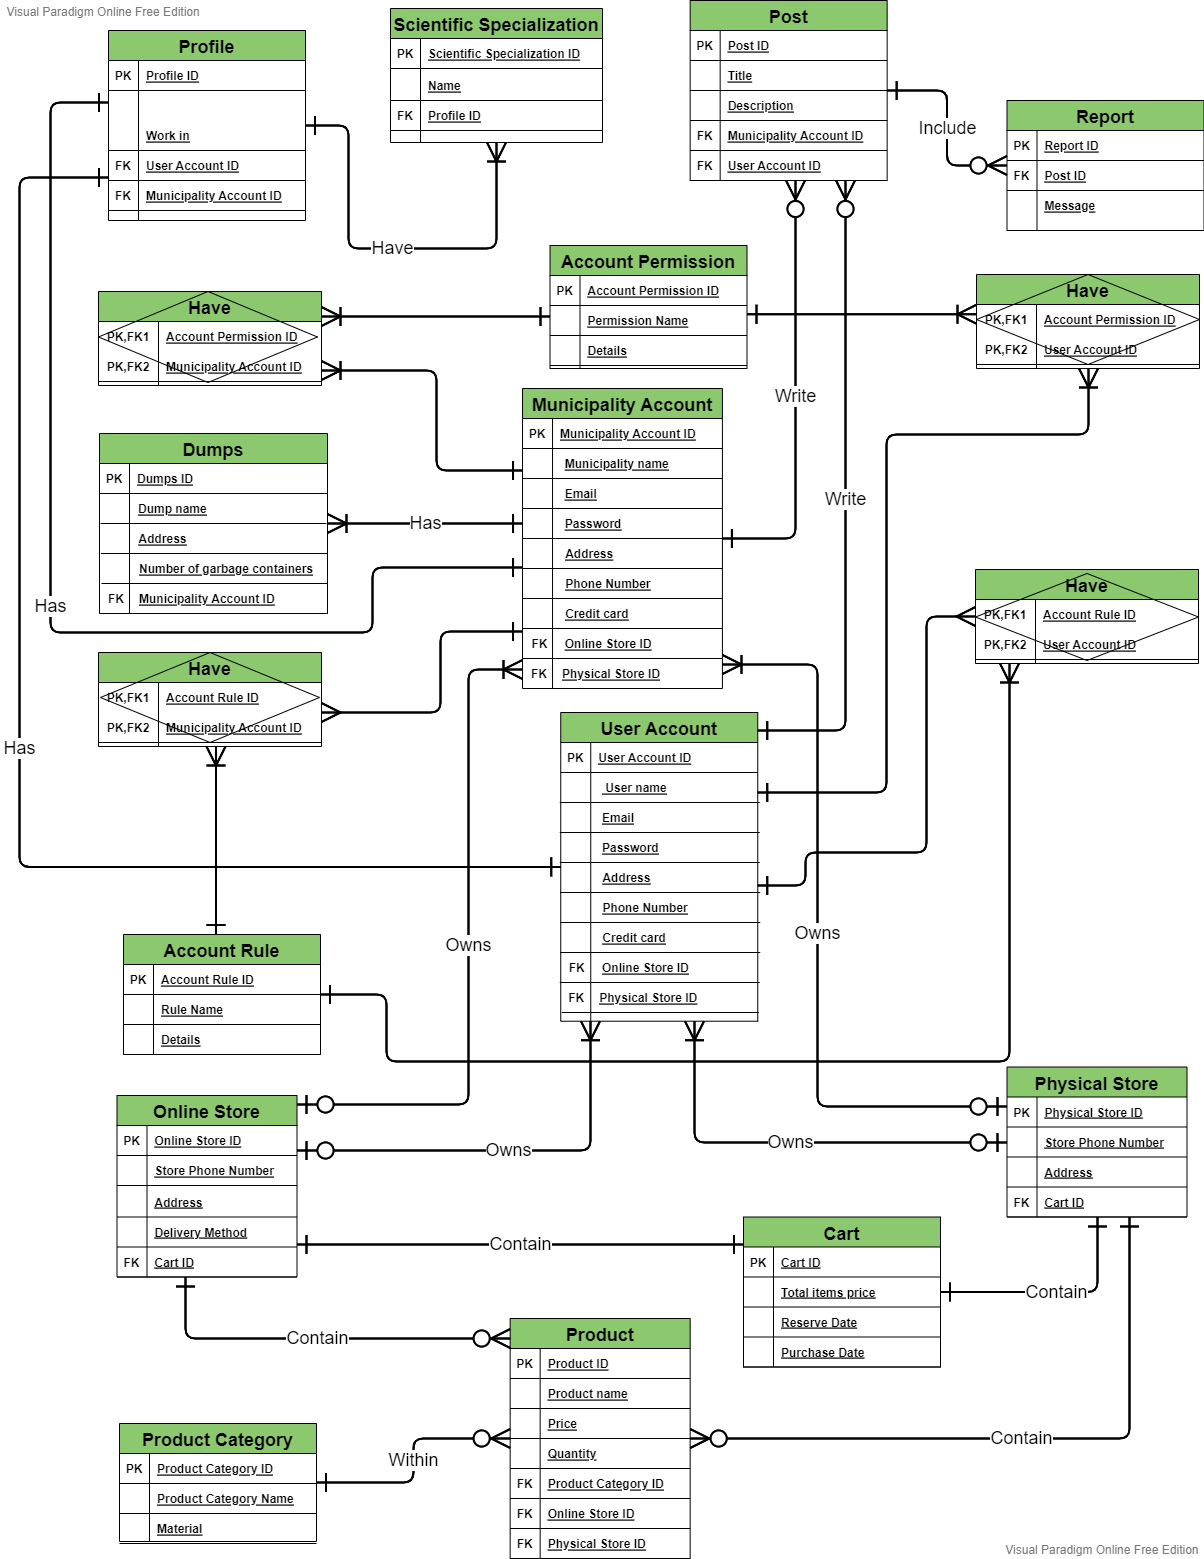 Visual Paradigm Online Free Edition
Profile
PK Profile ID
Work in
FK User Account ID
FK Municipality Account ID
Scientific Specialization
PK Scientific Specialization ID
Name
FK Profile ID
Post
PK Post ID
Title
Description
FK Municipality Account ID
FK User Account ID
Include
Report
PK Report ID
FK Post ID
Message
Have
Account Permission
PK Account Permission ID
Permission Name
Details
Have
PK,FK1 Account Permission ID
PK,FK2 Municipality Account ID
Have
PK,FK1 Account Permission ID
PK,FK2 User Account ID
Write
Write
Municipality Account
PK Municipality Account ID
Municipality name
Email
Password
Address
Phone Number
Credit card
FK Online Store ID
FK Physical Store ID
Dumps
PK Dumps ID
Dump name
Address
Number of garbage containers
FK Municipality Account ID
Has
Has
Have
PK,FK1 Account Rule ID
PK,FK2 User Account ID
Have
PK,FK1 Account Rule ID
PK,FK2 Municipality Account ID
Has
User Account
PK User Account ID
User name
Email
Password
Address
Phone Number
Credit card
FK Online Store ID
FK Physical Store ID
Owns
Owns
Account Rule
PK Account Rule ID
Rule Name
Details
Online Store
PK Online Store ID
Store Phone Number
Address
Delivery Method
FK Cart ID
Owns
Owns
Physical Store
PK Physical Store ID
Store Phone Number
Address
FK Cart ID
Contain
Cart
PK Cart ID
Total items price
Reserve Date
Purchase Date
Contain
Contain
Product
PK Product ID
Product name
Price
Quantity
FK Product Category ID
FK Online Store ID
FK Physical Store ID
Contain
Within
Product Category
PK Product Category ID
Product Category Name
Material
Visual Paradigm Online Free Edition